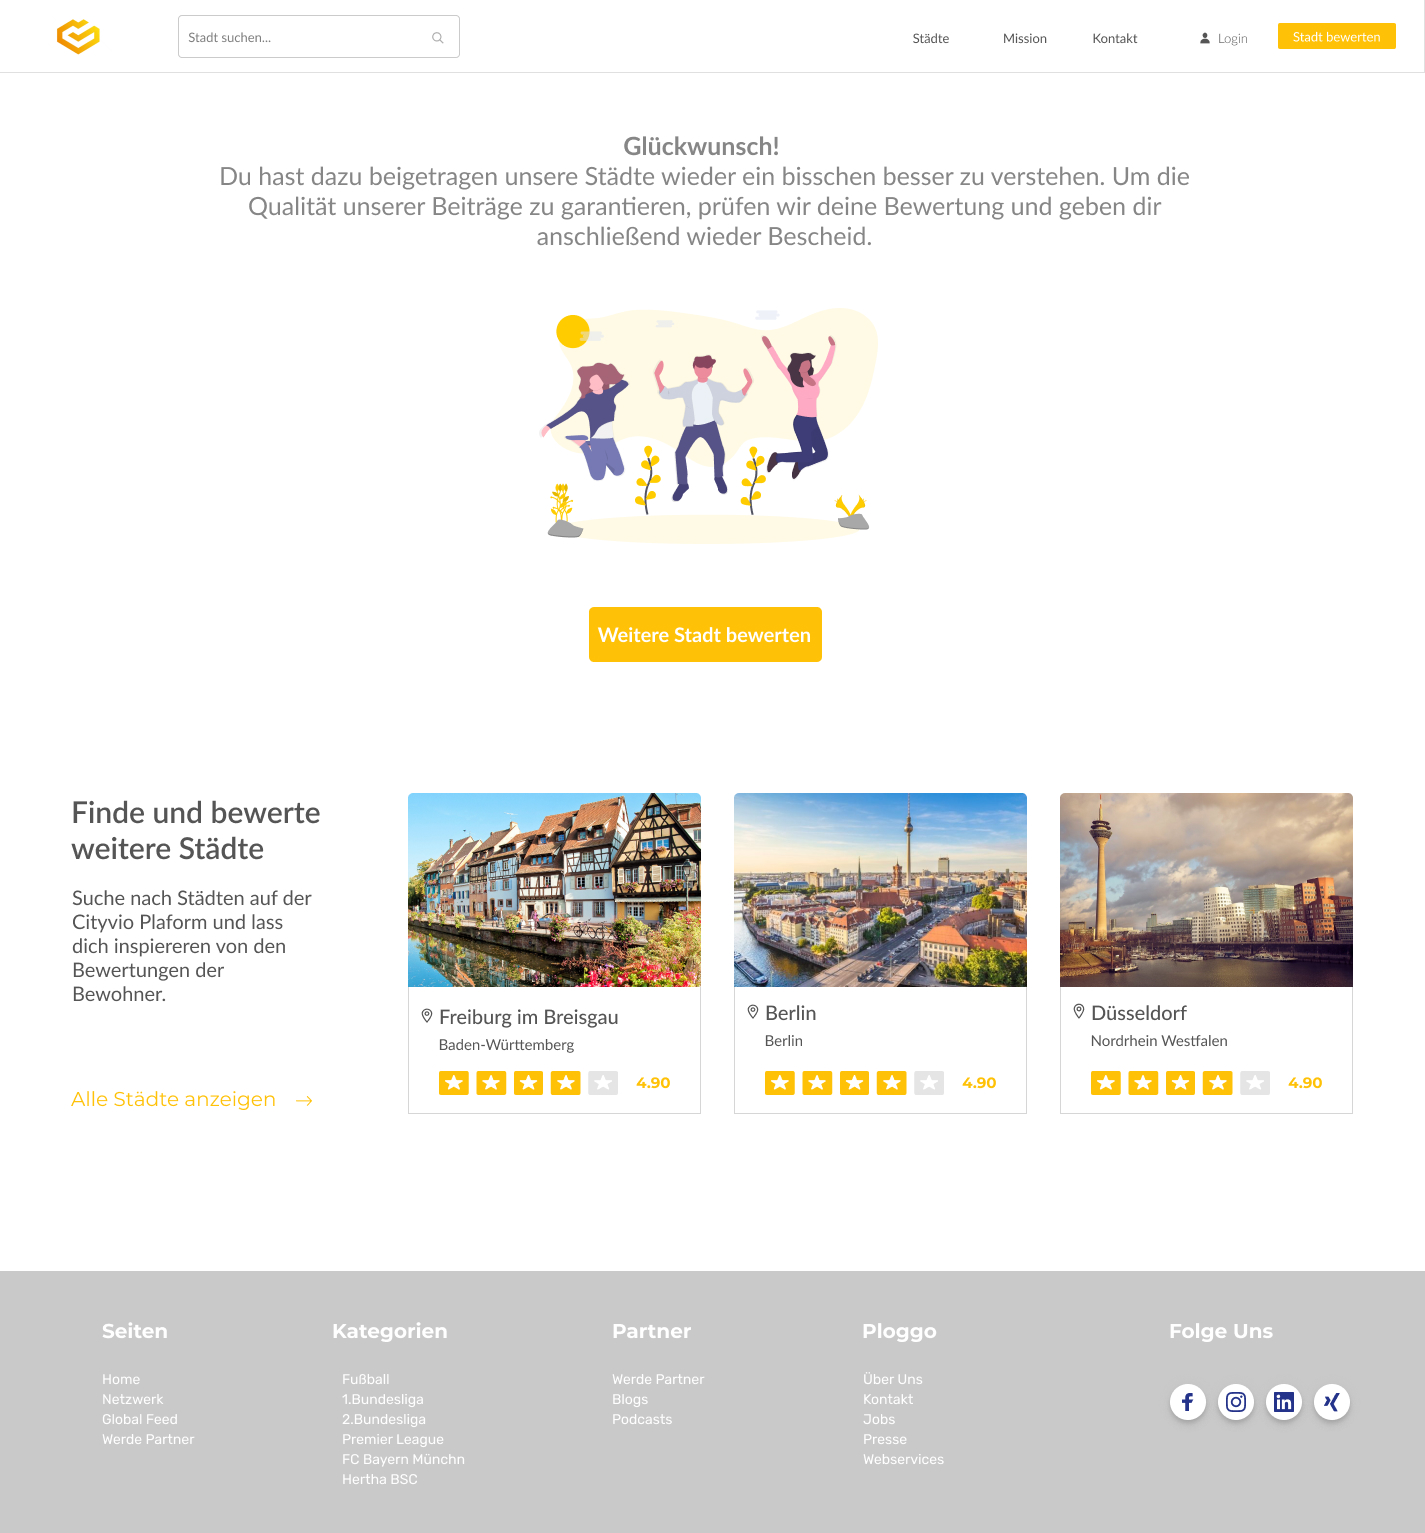 Stadt suchen...
Städte
Mission
Kontakt
Login
Stadt bewerten
Glückwunsch!
Du hast dazu beigetragen unsere Städte wieder ein bisschen besser zu verstehen. Um die
Qualität unserer Beiträge zu garantieren, prüfen wir deine Bewertung und geben dir
anschließend wieder Bescheid.
Weitere Stadt bewerten
Finde und bewerte
weitere Städte
Suche nach Städten auf der
Cityvio Plaform und lass
dich inspiereren von den
Bewertungen der
Bewohner.
Alle Städte anzeigen
Freiburg im Breisgau
Baden-Württemberg
4.90
Berlin
Berlin
4.90
Düsseldorf
Nordrhein Westfalen
4.90
Seiten
Home
Netzwerk
Global Feed
Werde Partner
Kategorien
Fußball
1.Bundesliga
2.Bundesliga
Premier League
FC Bayern Münchn
Hertha BSC
Partner
Werde Partner
Blogs
Podcasts
Ploggo
Über Uns
Kontakt
Jobs
Presse
Webservices
Folge Uns